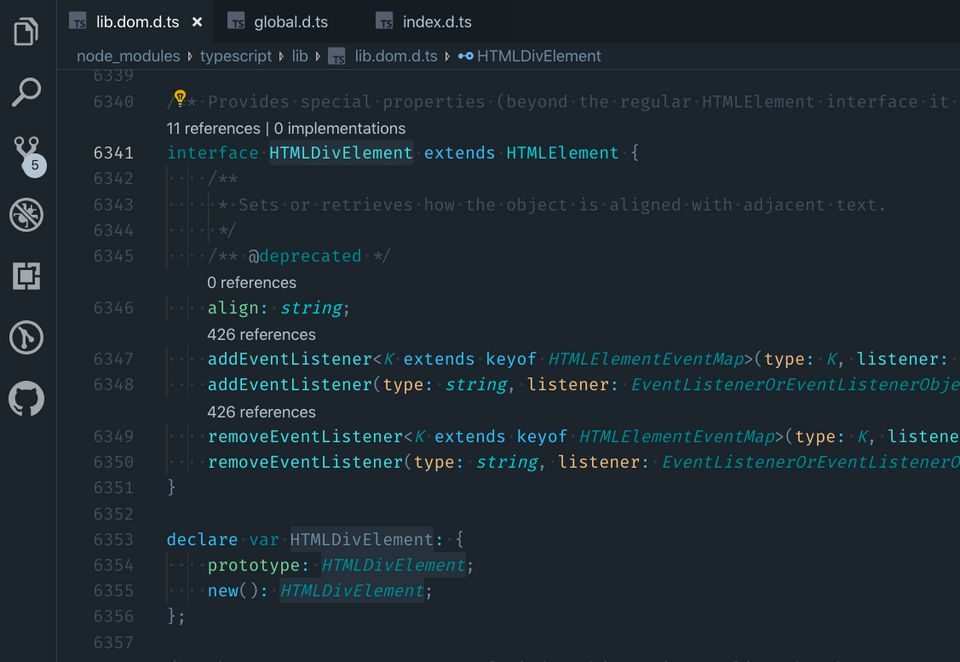 TS lib.dom.d.ts × TS global.d.ts TS index.d.ts
node_modules typescript lib TS lib.dom.d.ts HTMLDivElement
6339
6340 /** Provides special properties (beyond the regular HTMLElement interface it
11 references | 0 implementations
6341 interface HTMLDivElement extends HTMLElement {
6342 /**
6343 * Sets or retrieves how the object is aligned with adjacent text.
6344 */
6345 /** @deprecated */
0 references
6346 align: string;
426 references
6347 addEventListener<K extends keyof HTMLElementEventMap>(type: K, listener:
6348 addEventListener(type: string, listener: EventListenerOrEventListenerObje
426 references
6349 removeEventListener<K extends keyof HTMLElementEventMap>(type: K, listene
6350 removeEventListener(type: string, listener: EventListenerOrEventListenerO
6351 }
6352
6353 declare var HTMLDivElement: {
6354 prototype: HTMLDivElement;
6355 new(): HTMLDivElement;
6356 };
6357
5